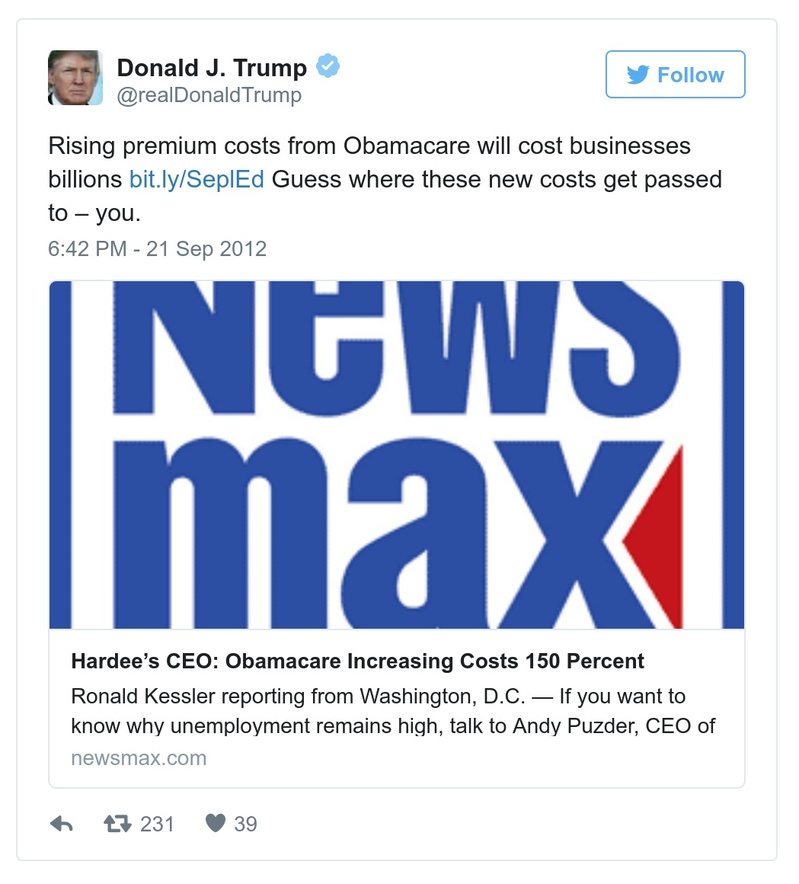 Donald J. Trump
@realDonaldTrump
Follow
Rising premium costs from Obamacare will cost businesses
billions bit.ly/SeplEd Guess where these new costs get passed
to – you.
6:42 PM - 21 Sep 2012
News
max
Hardee’s CEO: Obamacare Increasing Costs 150 Percent
Ronald Kessler reporting from Washington, D.C. — If you want to
know why unemployment remains high, talk to Andy Puzder, CEO of
newsmax.com
231 39